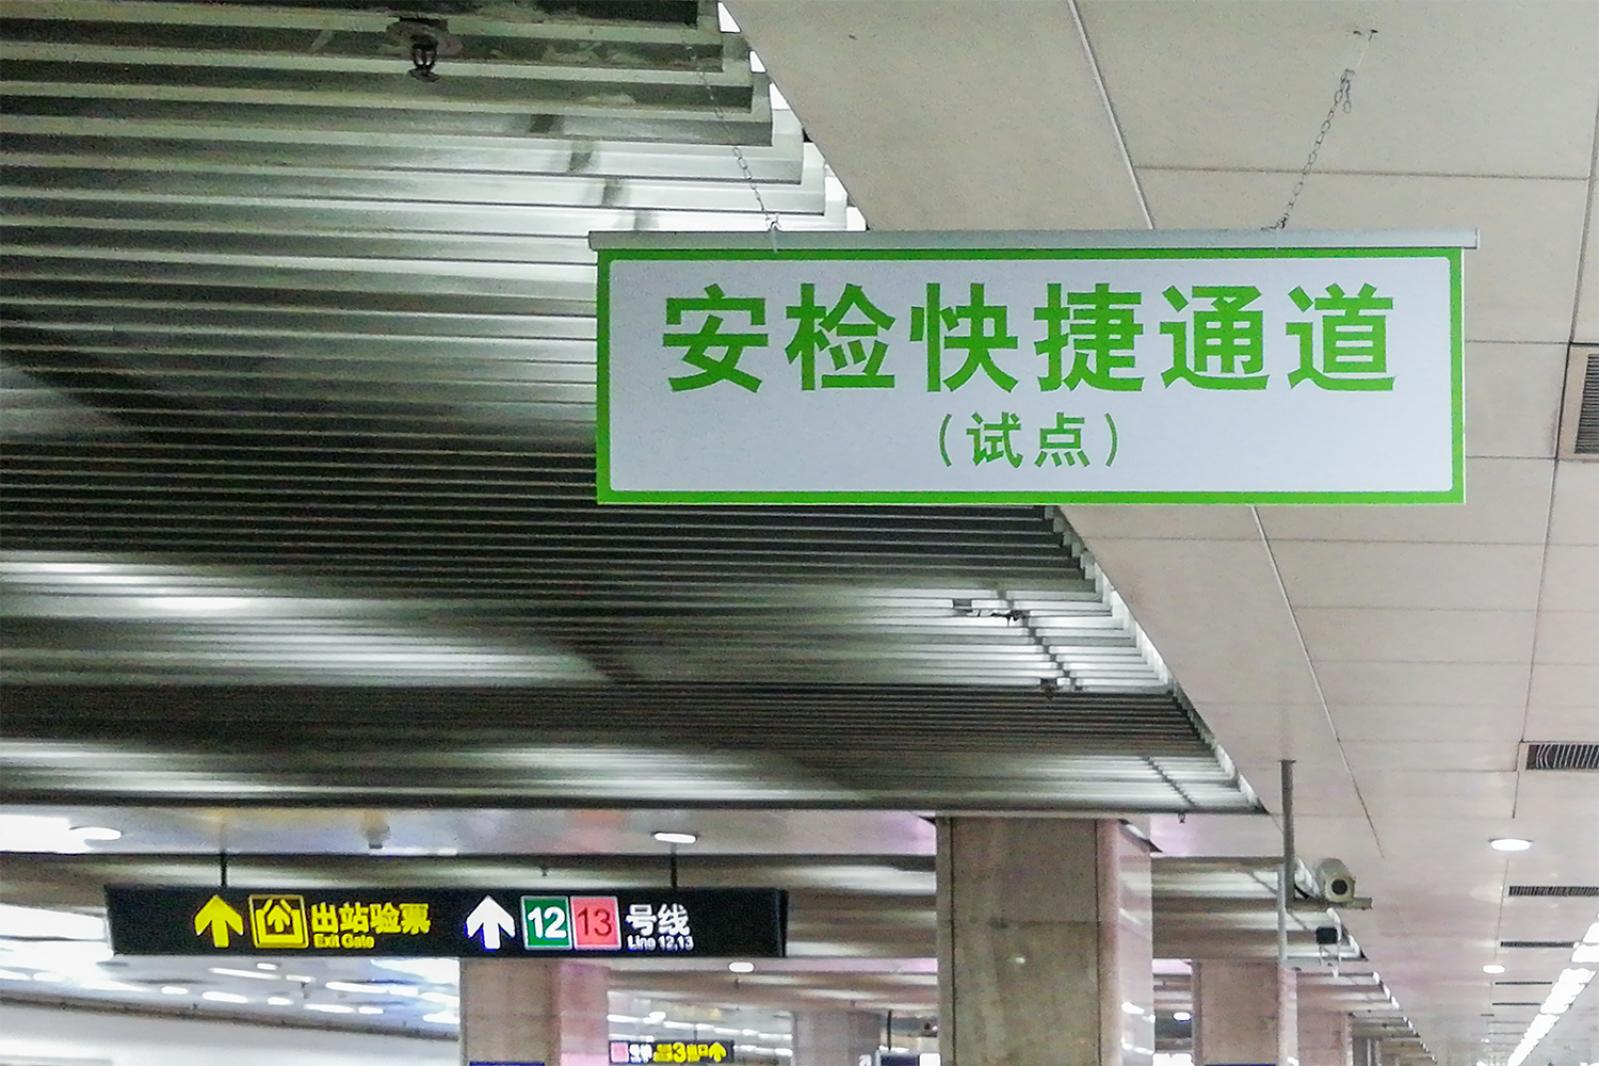 安检快捷通道
(试点)
出站验票
Exit Gate
12 13 号线
Line 12,13